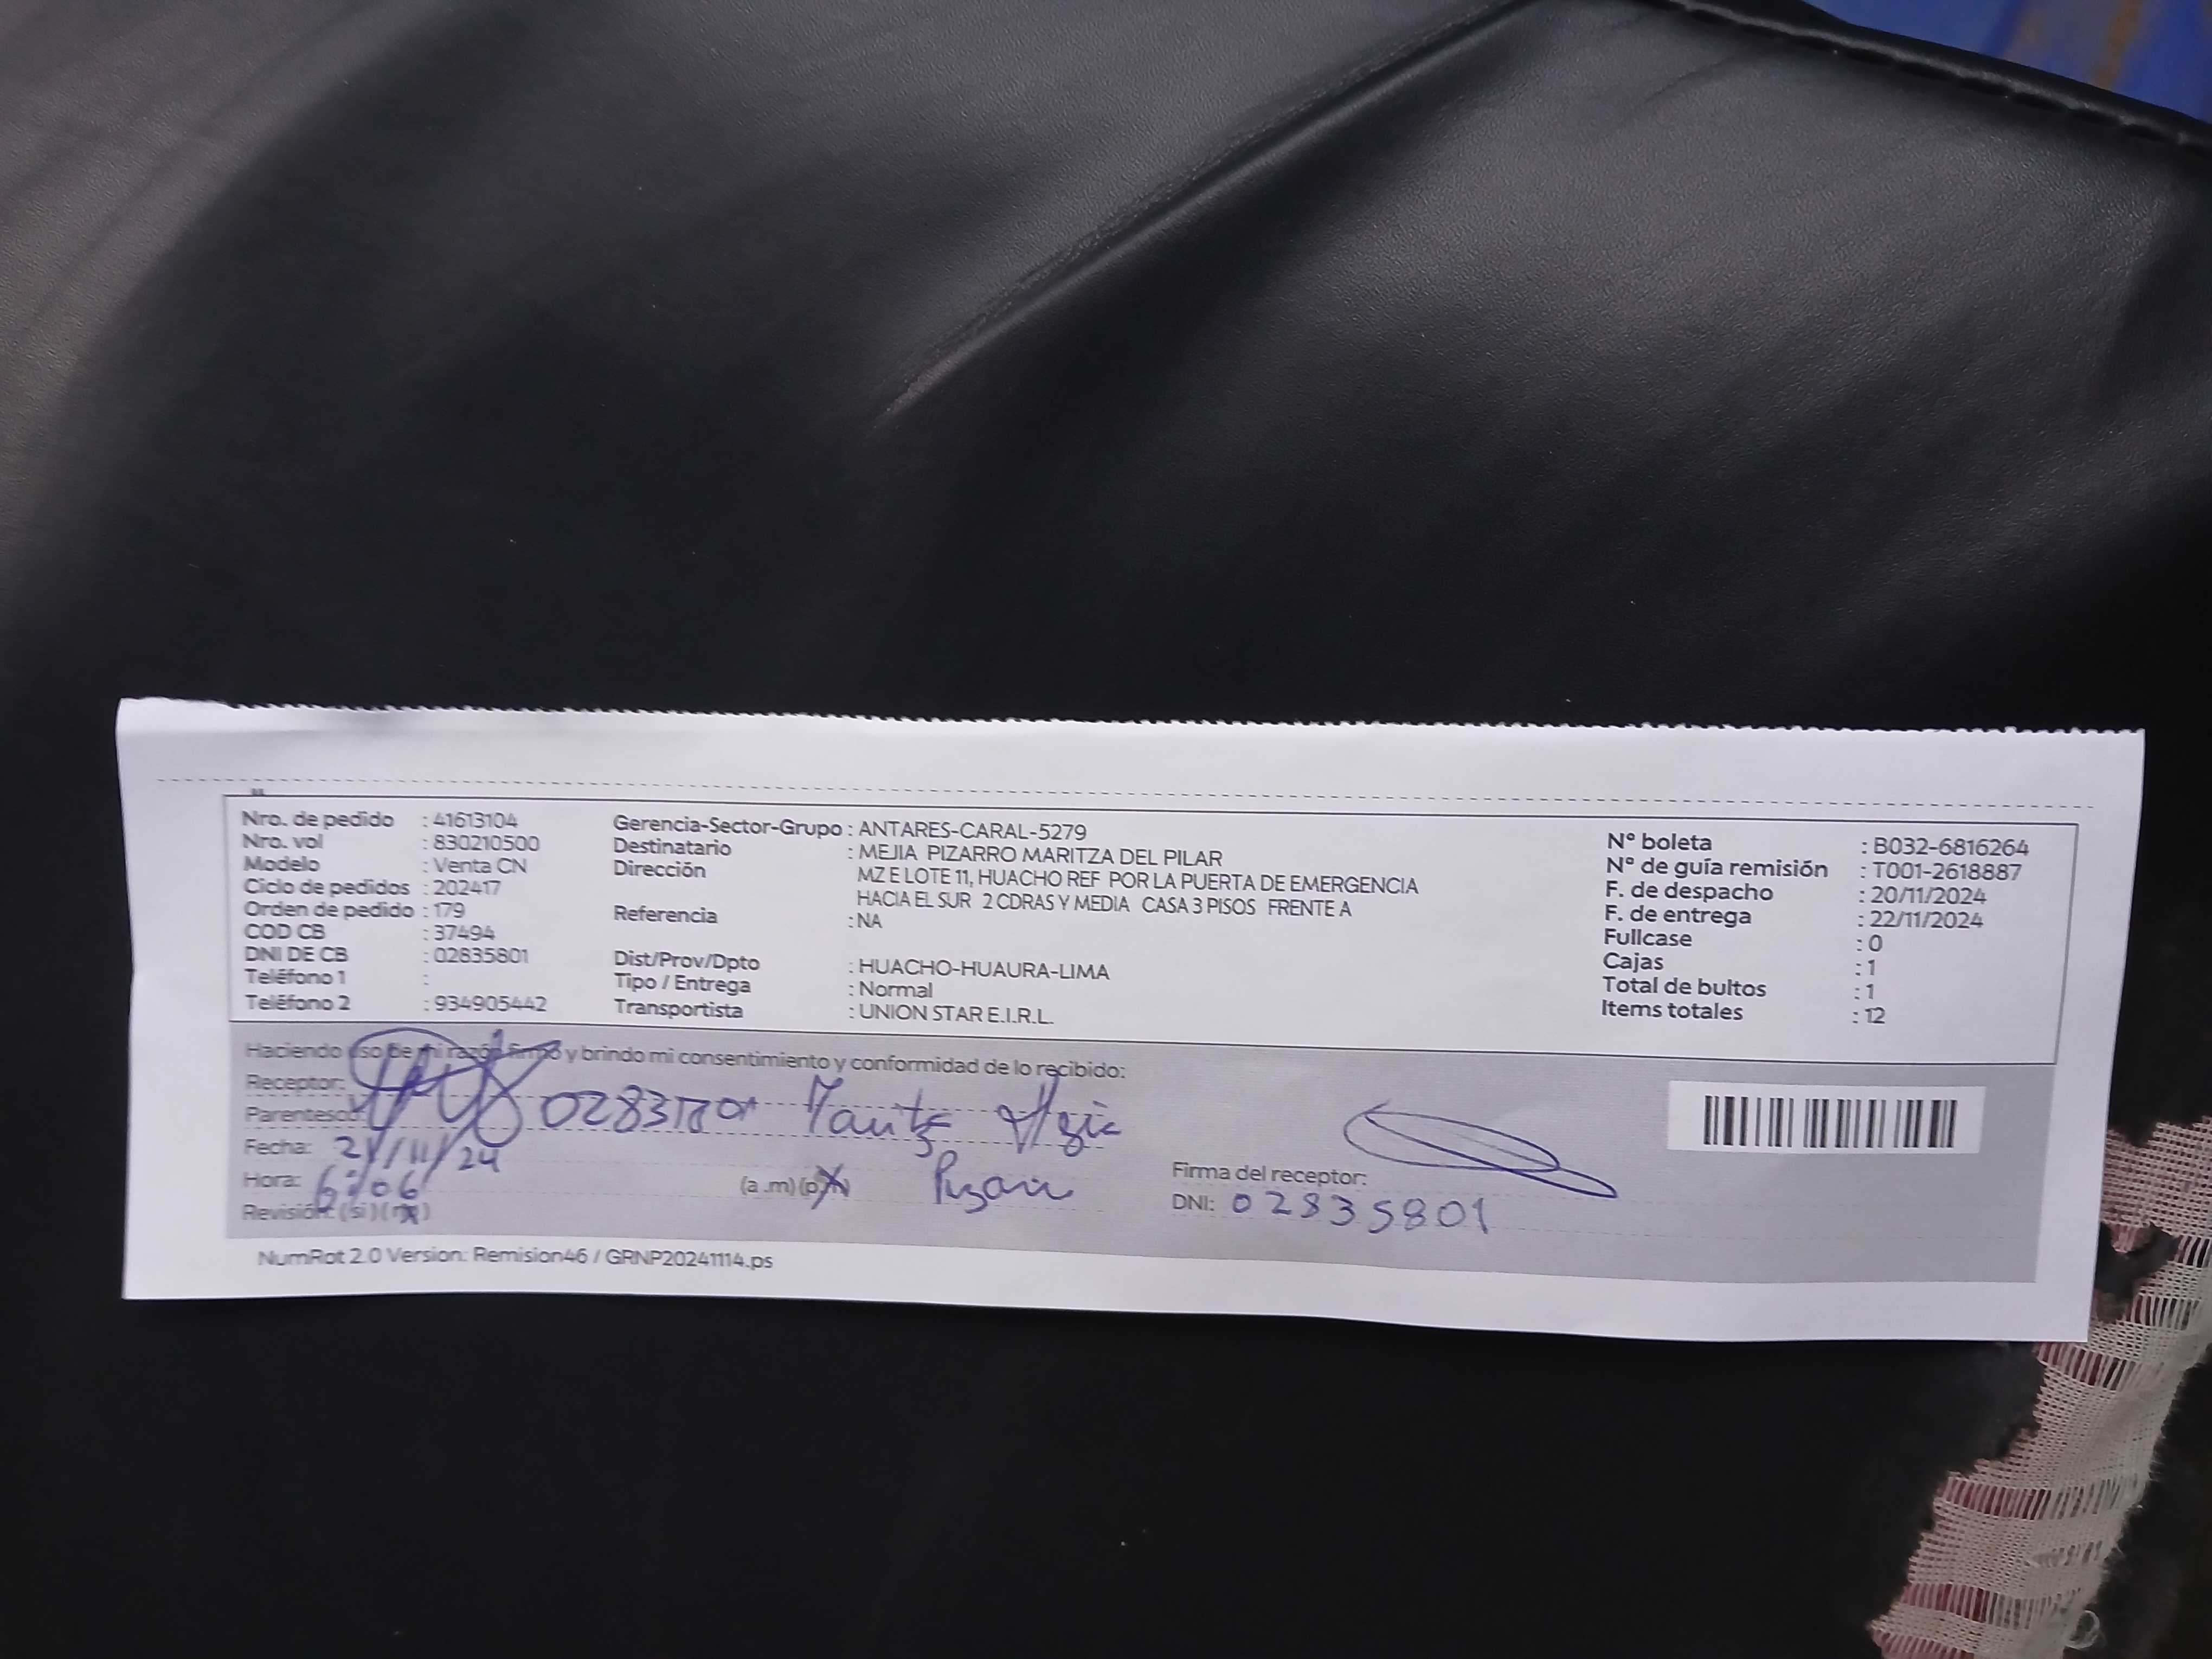 Nro. de pedido : 41613104
Nro. vol : 830210500
Modelo : Venta CN
Ciclo de pedidos : 202417
Orden de pedido : 179
COD CB : 37494
DNI DE CB : 02835801
Teléfono 1 :
Teléfono 2 : 934905442
Gerencia-Sector-Grupo : ANTARES-CARAL-5279
Destinatario : MEJIA PIZARRO MARITZA DEL PILAR
Dirección MZ E LOTE 11, HUACHO REF POR LA PUERTA DE EMERGENCIA
HACIA EL SUR 2 CDRAS Y MEDIA CASA 3 PISOS FRENTE A
Referencia : NA
Dist/Prov/Dpto : HUACHO-HUAURA-LIMA
Tipo / Entrega : Normal
Transportista : UNION STAR E.I.R.L.
N° boleta : B032-6816264
N° de guía remisión : T001-2618887
F. de despacho : 20/11/2024
F. de entrega : 22/11/2024
Fullcase : 0
Cajas : 1
Total de bultos : 1
Items totales : 12
Haciendo uso de mi razón firmo y brindo mi consentimiento y conformidad de lo recibido:
Receptor:
Parentesco
Fecha: /11/24
Hora: 6:06 (a .m) (p
Revisión: (si) (no)
Firma del receptor:
DNI: 02835801
NumRot 2.0 Version: Remision46 / GRNP20241114.ps